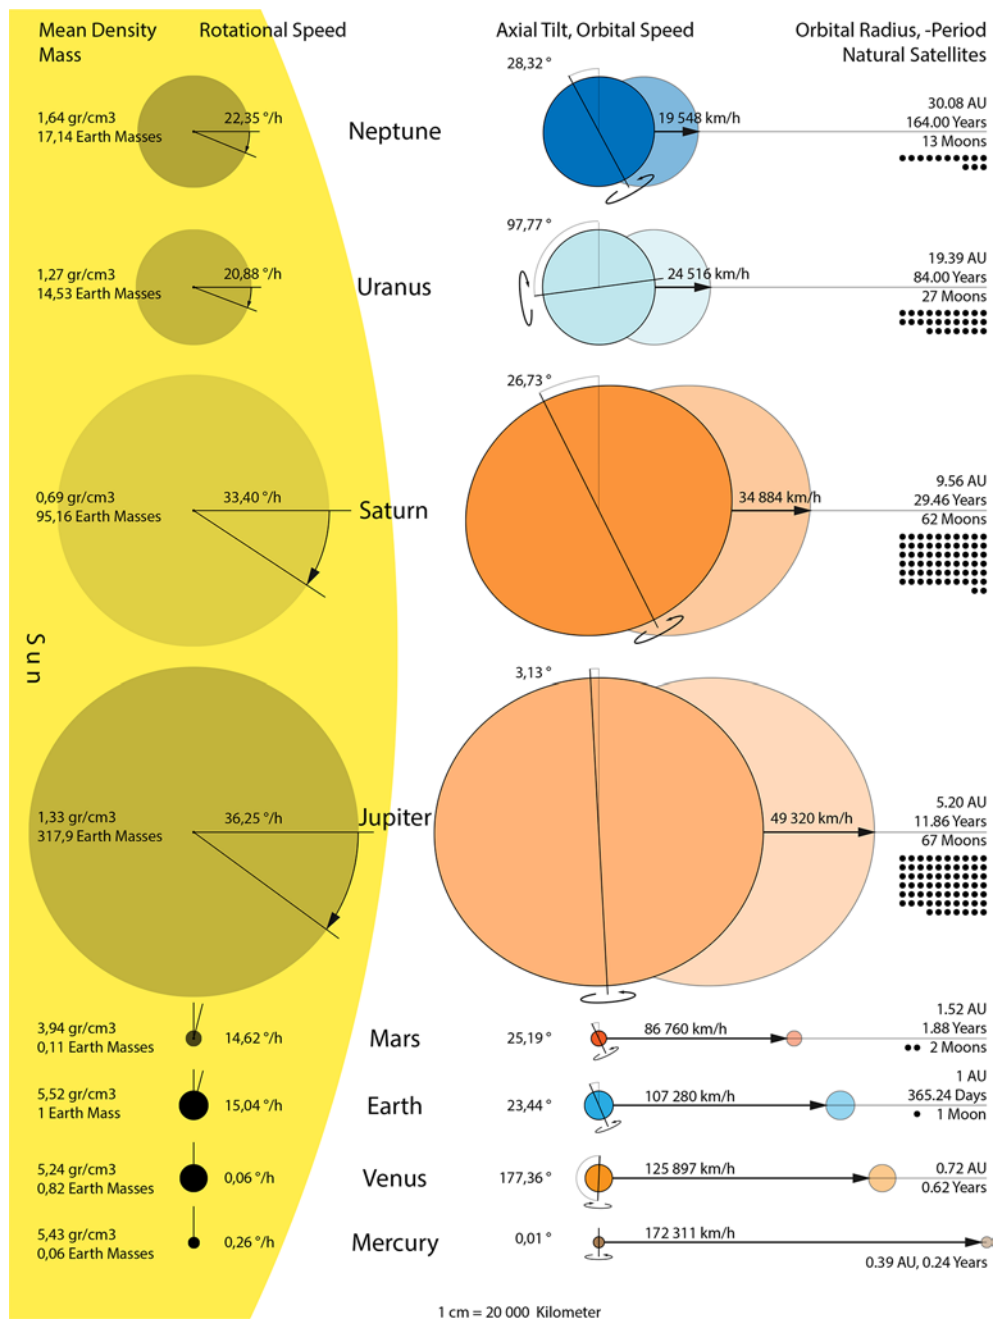 Mean Density
Mass
Rotational Speed
Axial Tilt, Orbital Speed
Orbital Radius, -Period
Natural Satellites
1,64 gr/cm3
17,14 Earth Masses
22,35 °/h
Neptune
28,32 °
19 548 km/h
30.08 AU
164.00 Years
13 Moons
1,27 gr/cm3
14,53 Earth Masses
20,88 °/h
Uranus
97,77 °
24 516 km/h
19.39 AU
84.00 Years
27 Moons
0,69 gr/cm3
95,16 Earth Masses
33,40 °/h
Saturn
26,73 °
34 884 km/h
9.56 AU
29.46 Years
62 Moons
Sun
1,33 gr/cm3
317,9 Earth Masses
36,25 °/h
Jupiter
3,13 °
49 320 km/h
5.20 AU
11.86 Years
67 Moons
3,94 gr/cm3
0,11 Earth Masses
14,62 °/h
Mars
25,19 °
86 760 km/h
1.52 AU
1.88 Years
2 Moons
5,52 gr/cm3
1 Earth Mass
15,04 °/h
Earth
23,44 °
107 280 km/h
1 AU
365.24 Days
1 Moon
5,24 gr/cm3
0,82 Earth Masses
0,06 °/h
Venus
177,36 °
125 897 km/h
0.72 AU
0.62 Years
5,43 gr/cm3
0,06 Earth Masses
0,26 °/h
Mercury
0,01 °
172 311 km/h
0.39 AU, 0.24 Years
1 cm = 20 000 Kilometer